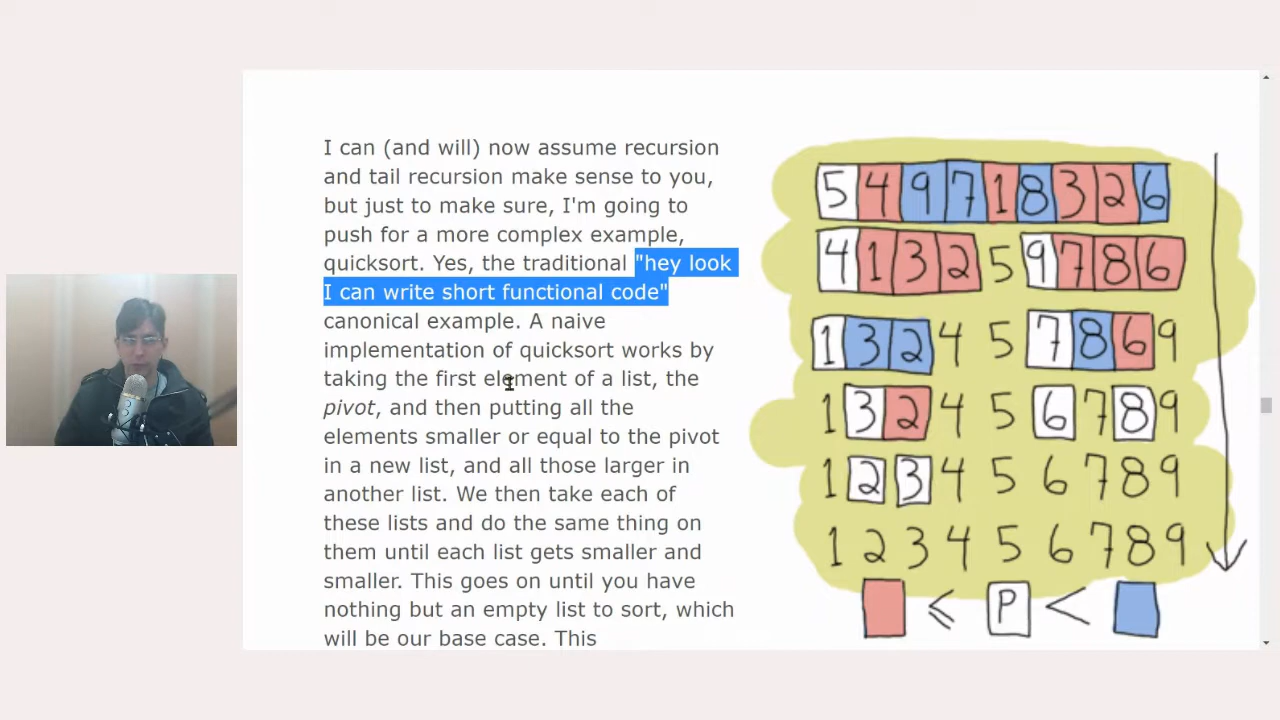 I can (and will) now assume recursion
and tail recursion make sense to you,
but just to make sure, I'm going to
push for a more complex example,
quicksort. Yes, the traditional "hey look
I can write short functional code"
canonical example. A naive
implementation of quicksort works by
taking the first element of a list, the
pivot, and then putting all the
elements smaller or equal to the pivot
in a new list, and all those larger in
another list. We then take each of
these lists and do the same thing on
them until each list gets smaller and
smaller. This goes on until you have
nothing but an empty list to sort, which
will be our base case. This
5 4 9 7 1 8 3 2 6
4 1 3 2 5 9 7 8 6
1 3 2 4 5 7 8 6 9
1 3 2 4 5 6 7 8 9
1 2 3 4 5 6 7 8 9
1 2 3 4 5 6 7 8 9
≤ P <